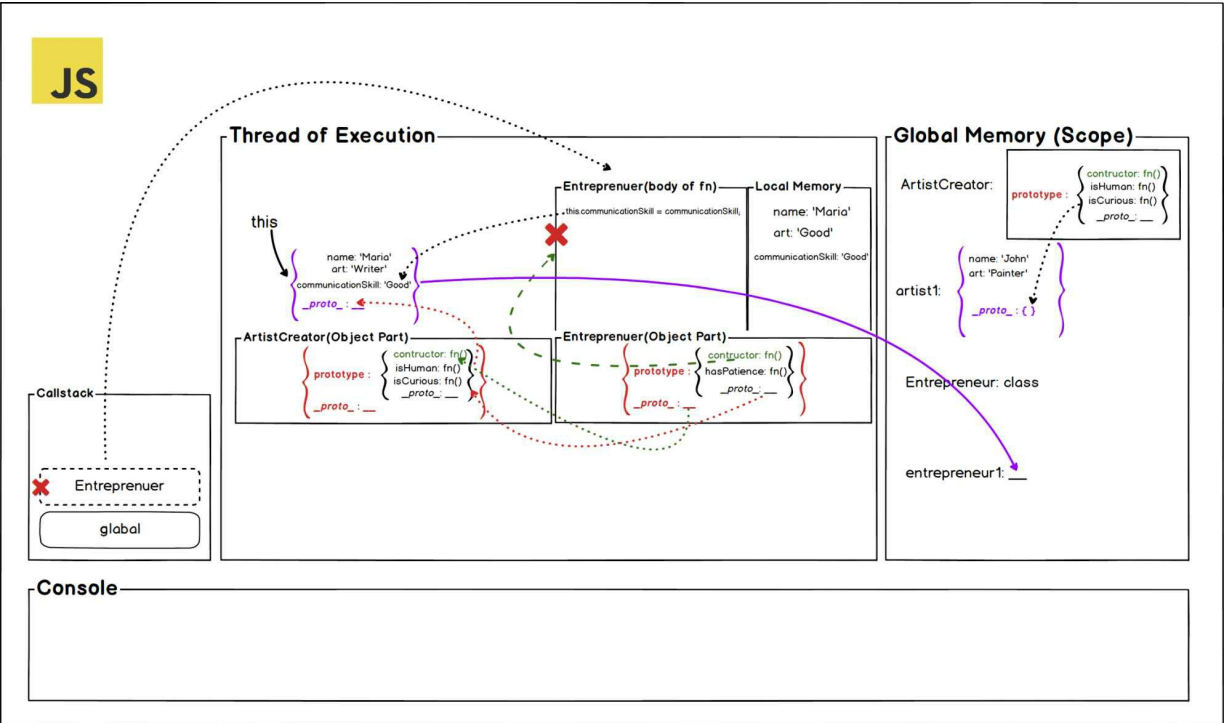 JS
Thread of Execution
Global Memory (Scope)
Entreprenuer(body of fn)
Local Memory
this.communicationSkill = communicationSkill;
name: 'Maria'
art: 'Good'
communicationSkill: 'Good'
this
name: 'Maria'
art: 'Writer'
communicationSkill: 'Good'
_proto_ : __
ArtistCreator(Object Part)
prototype :
contructor: fn()
isHuman: fn()
isCurious: fn()
_proto_: __
_proto_ : __
Entreprenuer(Object Part)
prototype :
contructor: fn()
hasPatience: fn()
_proto_: __
_proto_ : __
ArtistCreator:
prototype :
contructor: fn()
isHuman: fn()
isCurious: fn()
_proto_: __
artist1:
name: 'John'
art: 'Painter'
_proto_ : { }
Entrepreneur: class
entrepreneur1: __
Callstack
Entreprenuer
glabal
Console